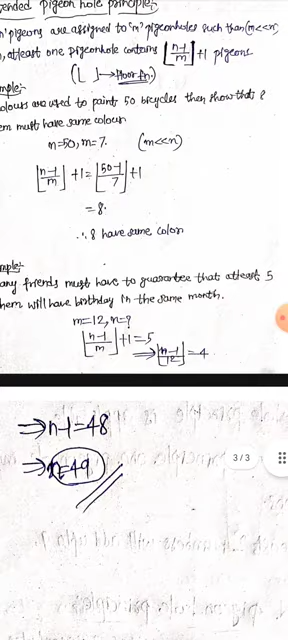 ended pigeon hole principle:-
n' pigeons are assigned to 'm' pigeonholes such than (m<<n)
, atleast one pigeonhole contains ⌊n-1/m⌋ + 1 pigeons
(⌊ ⌋→floor fn)
mple:-
olours are used to paint 50 bicycles then show that 8
em must have same colour
n=50, m=7. (m<<n)
⌊n-1/m⌋ +1 = ⌊50-1/7⌋ +1
= 8.
∴ 8 have same color
mple:-
any friends must have to guarantee that atleast 5
them will have birthday in the same month.
m=12, n=?
⌊n-1/m⌋ +1 = 5
⇒ ⌊n-1/12⌋ = 4
⇒ n-1=48
⇒ n=49
3/3